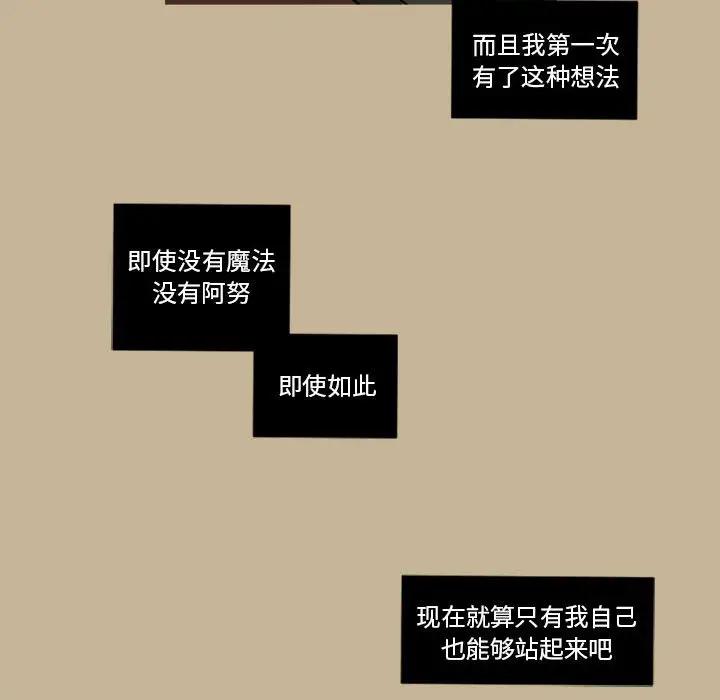 而且我第一次
有了这种想法
即使没有魔法
没有阿努
即使如此
现在就算只有我自己
也能够站起来吧